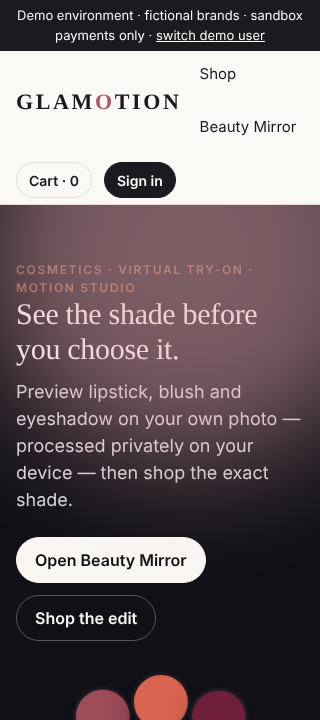 Demo environment · fictional brands · sandbox
payments only · switch demo user
GLAMOTION
Shop
Beauty Mirror
Cart · 0
Sign in
COSMETICS · VIRTUAL TRY-ON ·
MOTION STUDIO
See the shade before
you choose it.
Preview lipstick, blush and
eyeshadow on your own photo —
processed privately on your
device — then shop the exact
shade.
Open Beauty Mirror
Shop the edit